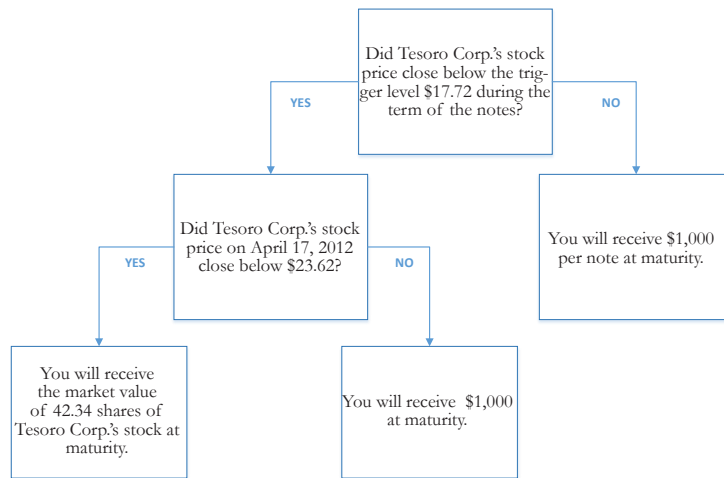 Did Tesoro Corp.'s stock
price close below the trig-
ger level $17.72 during the
term of the notes?
YES
NO
Did Tesoro Corp.'s stock
price on April 17, 2012
close below $23.62?
You will receive $1,000
per note at maturity.
YES
NO
You will receive
the market value
of 42.34 shares of
Tesoro Corp.'s stock at
maturity.
You will receive $1,000
at maturity.